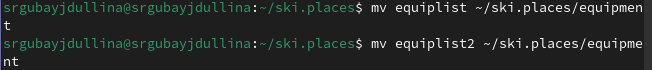 srgubayjdullina@srgubayjdullina:~/ski.places$ mv equiplist ~/ski.places/equipmen
t
srgubayjdullina@srgubayjdullina:~/ski.places$ mv equiplist2 ~/ski.places/equipme
nt